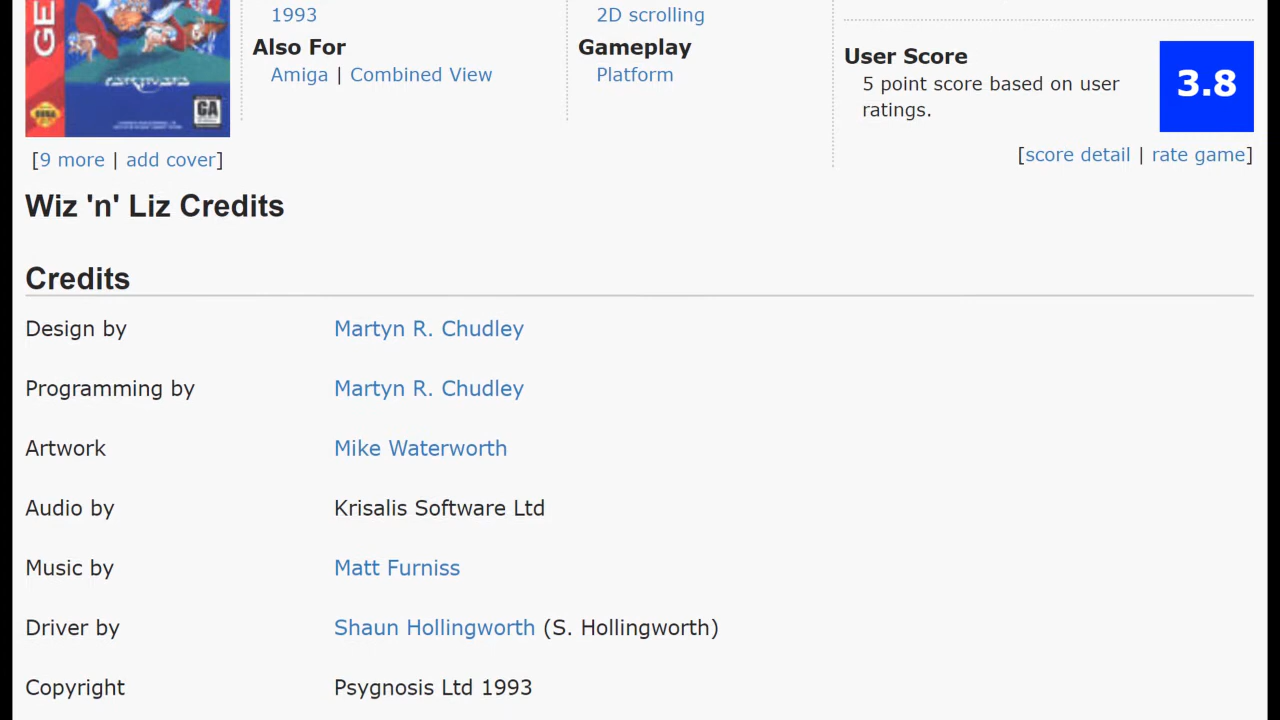 GE
SEGA
GA
1993
Also For
Amiga | Combined View
2D scrolling
Gameplay
Platform
User Score
5 point score based on user
ratings.
3.8
[score detail | rate game]
[9 more | add cover]
Wiz 'n' Liz Credits
Credits
Design by Martyn R. Chudley
Programming by Martyn R. Chudley
Artwork Mike Waterworth
Audio by Krisalis Software Ltd
Music by Matt Furniss
Driver by Shaun Hollingworth (S. Hollingworth)
Copyright Psygnosis Ltd 1993